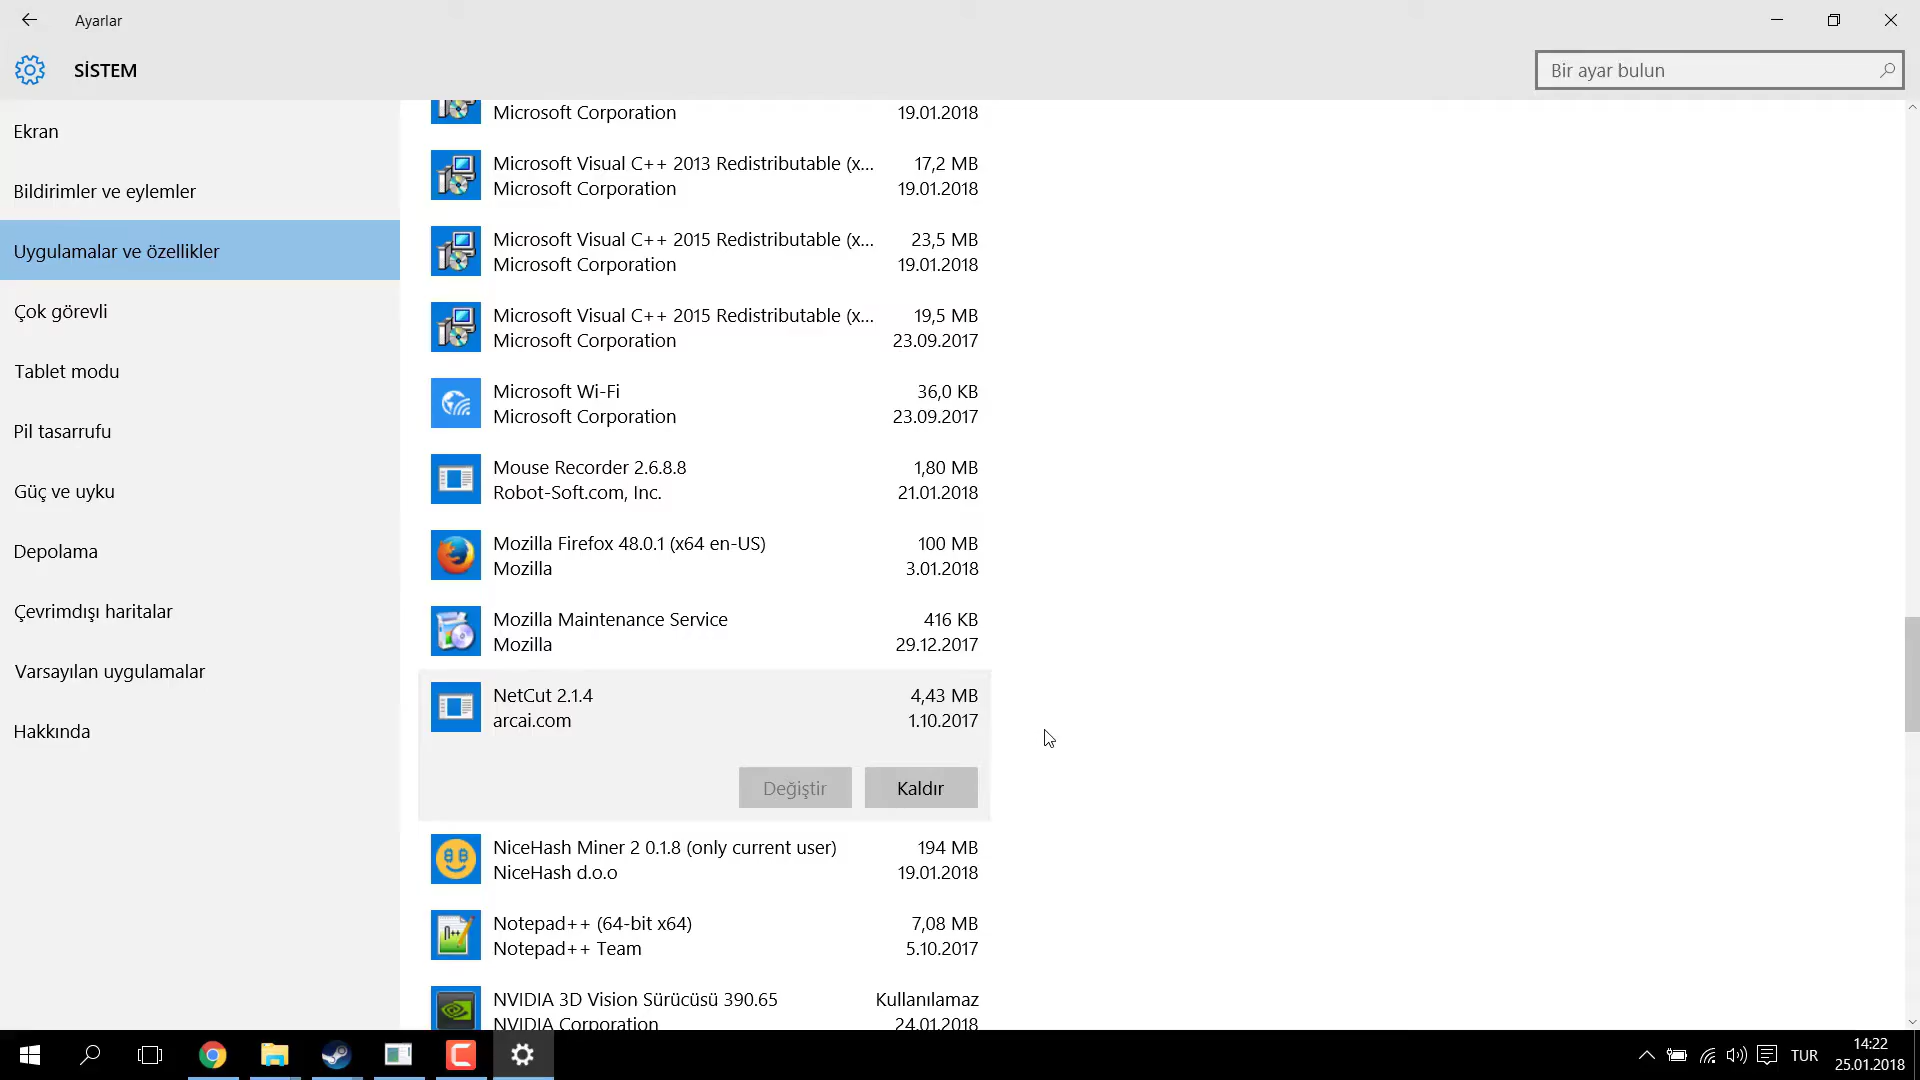 Ayarlar
SİSTEM
Bir ayar bulun
Ekran
Bildirimler ve eylemler
Uygulamalar ve özellikler
Çok görevli
Tablet modu
Pil tasarrufu
Güç ve uyku
Depolama
Çevrimdışı haritalar
Varsayılan uygulamalar
Hakkında
Microsoft Corporation 19.01.2018
Microsoft Visual C++ 2013 Redistributable (x... 17,2 MB
Microsoft Corporation 19.01.2018
Microsoft Visual C++ 2015 Redistributable (x... 23,5 MB
Microsoft Corporation 19.01.2018
Microsoft Visual C++ 2015 Redistributable (x... 19,5 MB
Microsoft Corporation 23.09.2017
Microsoft Wi-Fi 36,0 KB
Microsoft Corporation 23.09.2017
Mouse Recorder 2.6.8.8 1,80 MB
Robot-Soft.com, Inc. 21.01.2018
Mozilla Firefox 48.0.1 (x64 en-US) 100 MB
Mozilla 3.01.2018
Mozilla Maintenance Service 416 KB
Mozilla 29.12.2017
NetCut 2.1.4 4,43 MB
arcai.com 1.10.2017
Değiştir Kaldır
NiceHash Miner 2 0.1.8 (only current user) 194 MB
NiceHash d.o.o 19.01.2018
Notepad++ (64-bit x64) 7,08 MB
Notepad++ Team 5.10.2017
NVIDIA 3D Vision Sürücüsü 390.65 Kullanılamaz
NVIDIA Corporation 24.01.2018
TUR
14:22
25.01.2018